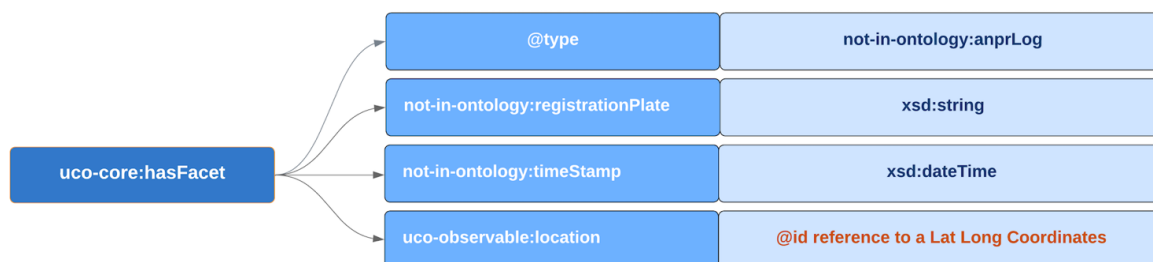 @type not-in-ontology:anprLog
not-in-ontology:registrationPlate xsd:string
uco-core:hasFacet
not-in-ontology:timeStamp xsd:dateTime
uco-observable:location @id reference to a Lat Long Coordinates